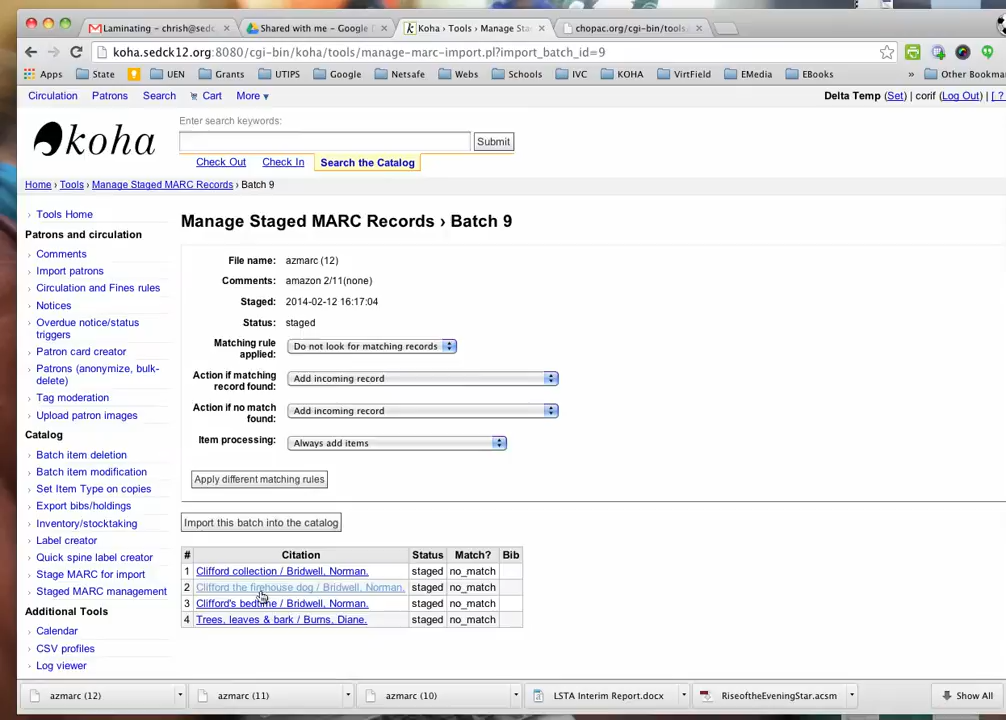 Laminating – chrish@sedc
Shared with me – Google
Koha › Tools › Manage Sta
chopac.org/cgi-bin/tools
koha.sedck12.org:8080/cgi-bin/koha/tools/manage-marc-import.pl?import_batch_id=9
Apps State UEN Grants UTIPS Google Netsafe Webs Schools IVC KOHA VirtField EMedia EBooks » Other Bookma
Circulation Patrons Search Cart More ▾ Delta Temp (Set) | corif (Log Out) | [ ?
Enter search keywords:
koha
Submit
Check Out Check In Search the Catalog
Home › Tools › Manage Staged MARC Records › Batch 9
› Tools Home
Patrons and circulation
› Comments
› Import patrons
› Circulation and Fines rules
› Notices
› Overdue notice/status
triggers
› Patron card creator
› Patrons (anonymize, bulk-
delete)
› Tag moderation
› Upload patron images
Catalog
› Batch item deletion
› Batch item modification
› Set Item Type on copies
› Export bibs/holdings
› Inventory/stocktaking
› Label creator
› Quick spine label creator
› Stage MARC for import
› Staged MARC management
Additional Tools
› Calendar
› CSV profiles
› Log viewer
Manage Staged MARC Records › Batch 9
File name: azmarc (12)
Comments: amazon 2/11(none)
Staged: 2014-02-12 16:17:04
Status: staged
Matching rule
applied: Do not look for matching records
Action if matching
record found: Add incoming record
Action if no match
found: Add incoming record
Item processing: Always add items
Apply different matching rules
Import this batch into the catalog
# Citation Status Match? Bib
1 Clifford collection / Bridwell, Norman. staged no_match
2 Clifford the firehouse dog / Bridwell, Norman. staged no_match
3 Clifford's bedtime / Bridwell, Norman. staged no_match
4 Trees, leaves & bark / Burns, Diane. staged no_match
azmarc (12) azmarc (11) azmarc (10) LSTA Interim Report.docx RiseoftheEveningStar.acsm Show All